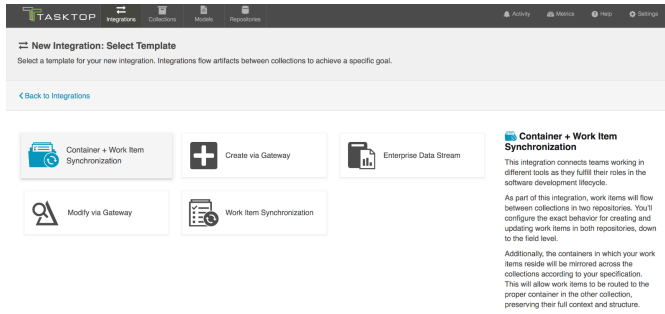 TASKTOP
Integrations
Collections
Models
Repositories
Activity
Metrics
Help
Settings
New Integration: Select Template
Select a template for your new integration. Integrations flow artifacts between collections to achieve a specific goal.
Back to Integrations
Container + Work Item
Synchronization
Create via Gateway
Enterprise Data Stream
Modify via Gateway
Work Item Synchronization
Container + Work Item
Synchronization
This integration connects teams working in
different tools as they fulfill their roles in the
software development lifecycle.
As part of this integration, work items will flow
between collections in two repositories. You'll
configure the exact behavior for creating and
updating work items in both repositories, down
to the field level.
Additionally, the containers in which your work
items reside will be mirrored across the
collections according to your specification.
This will allow work items to be routed to the
proper container in the other collection,
preserving their full context and structure.